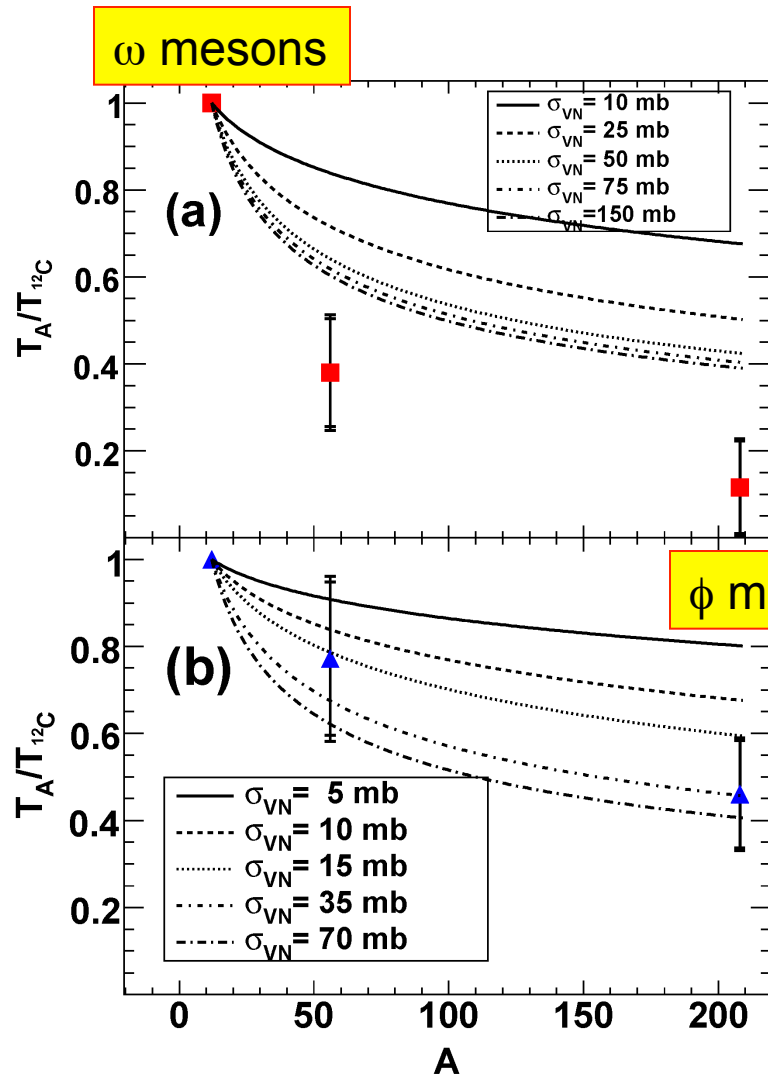 ω mesons
σVN= 10 mb
σVN= 25 mb
σVN= 50 mb
σVN= 75 mb
σVN=150 mb
(a)
TA/T12C
1
0.8
0.6
0.4
0.2
ϕ m
(b)
TA/T12C
1
0.8
0.6
0.4
0.2
σVN= 5 mb
σVN= 10 mb
σVN= 15 mb
σVN= 35 mb
σVN= 70 mb
0 50 100 150 200
A